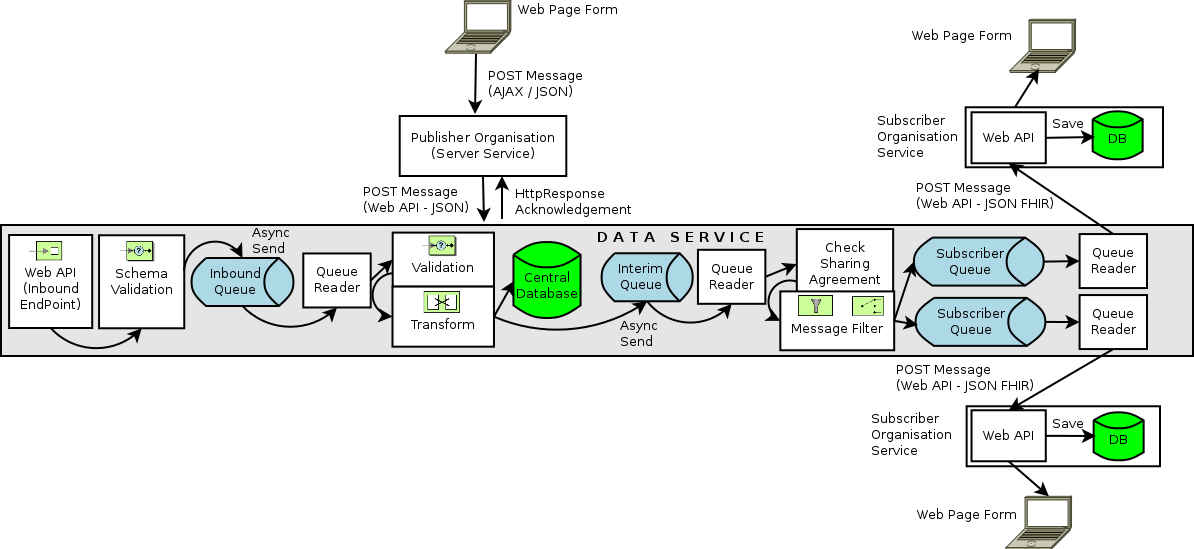 Web Page Form
POST Message
(AJAX / JSON)
Publisher Organisation
(Server Service)
POST Message
(Web API - JSON)
HttpResponse
Acknowledgement
Web Page Form
Subscriber
Organisation
Service
Web API
Save
DB
POST Message
(Web API - JSON FHIR)
DATA SERVICE
Web API
(Inbound
EndPoint)
?
Schema
Validation
Async
Send
Inbound
Queue
Queue
Reader
?
Validation
Transform
Central
Database
Interim
Queue
Async
Send
Queue
Reader
Check
Sharing
Agreement
Message Filter
Subscriber
Queue
Queue
Reader
Subscriber
Queue
Queue
Reader
POST Message
(Web API - JSON FHIR)
Subscriber
Organisation
Service
Web API
Save
DB
Web Page Form